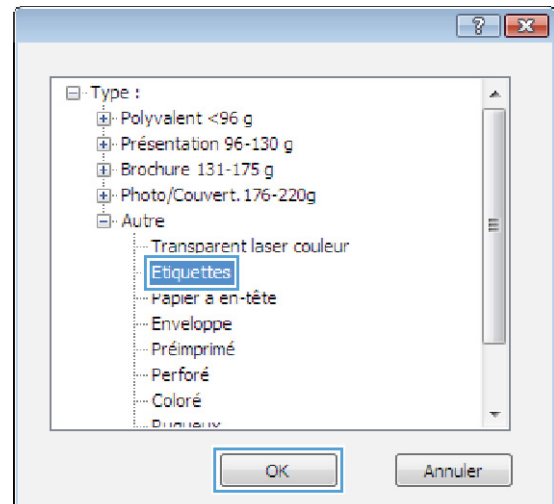 Type :
Polyvalent <96 g
Présentation 96-130 g
Brochure 131-175 g
Photo/Couvert. 176-220g
Autre
Transparent laser couleur
Etiquettes
Papier à en-tête
Enveloppe
Préimprimé
Perforé
Coloré
OK Annuler